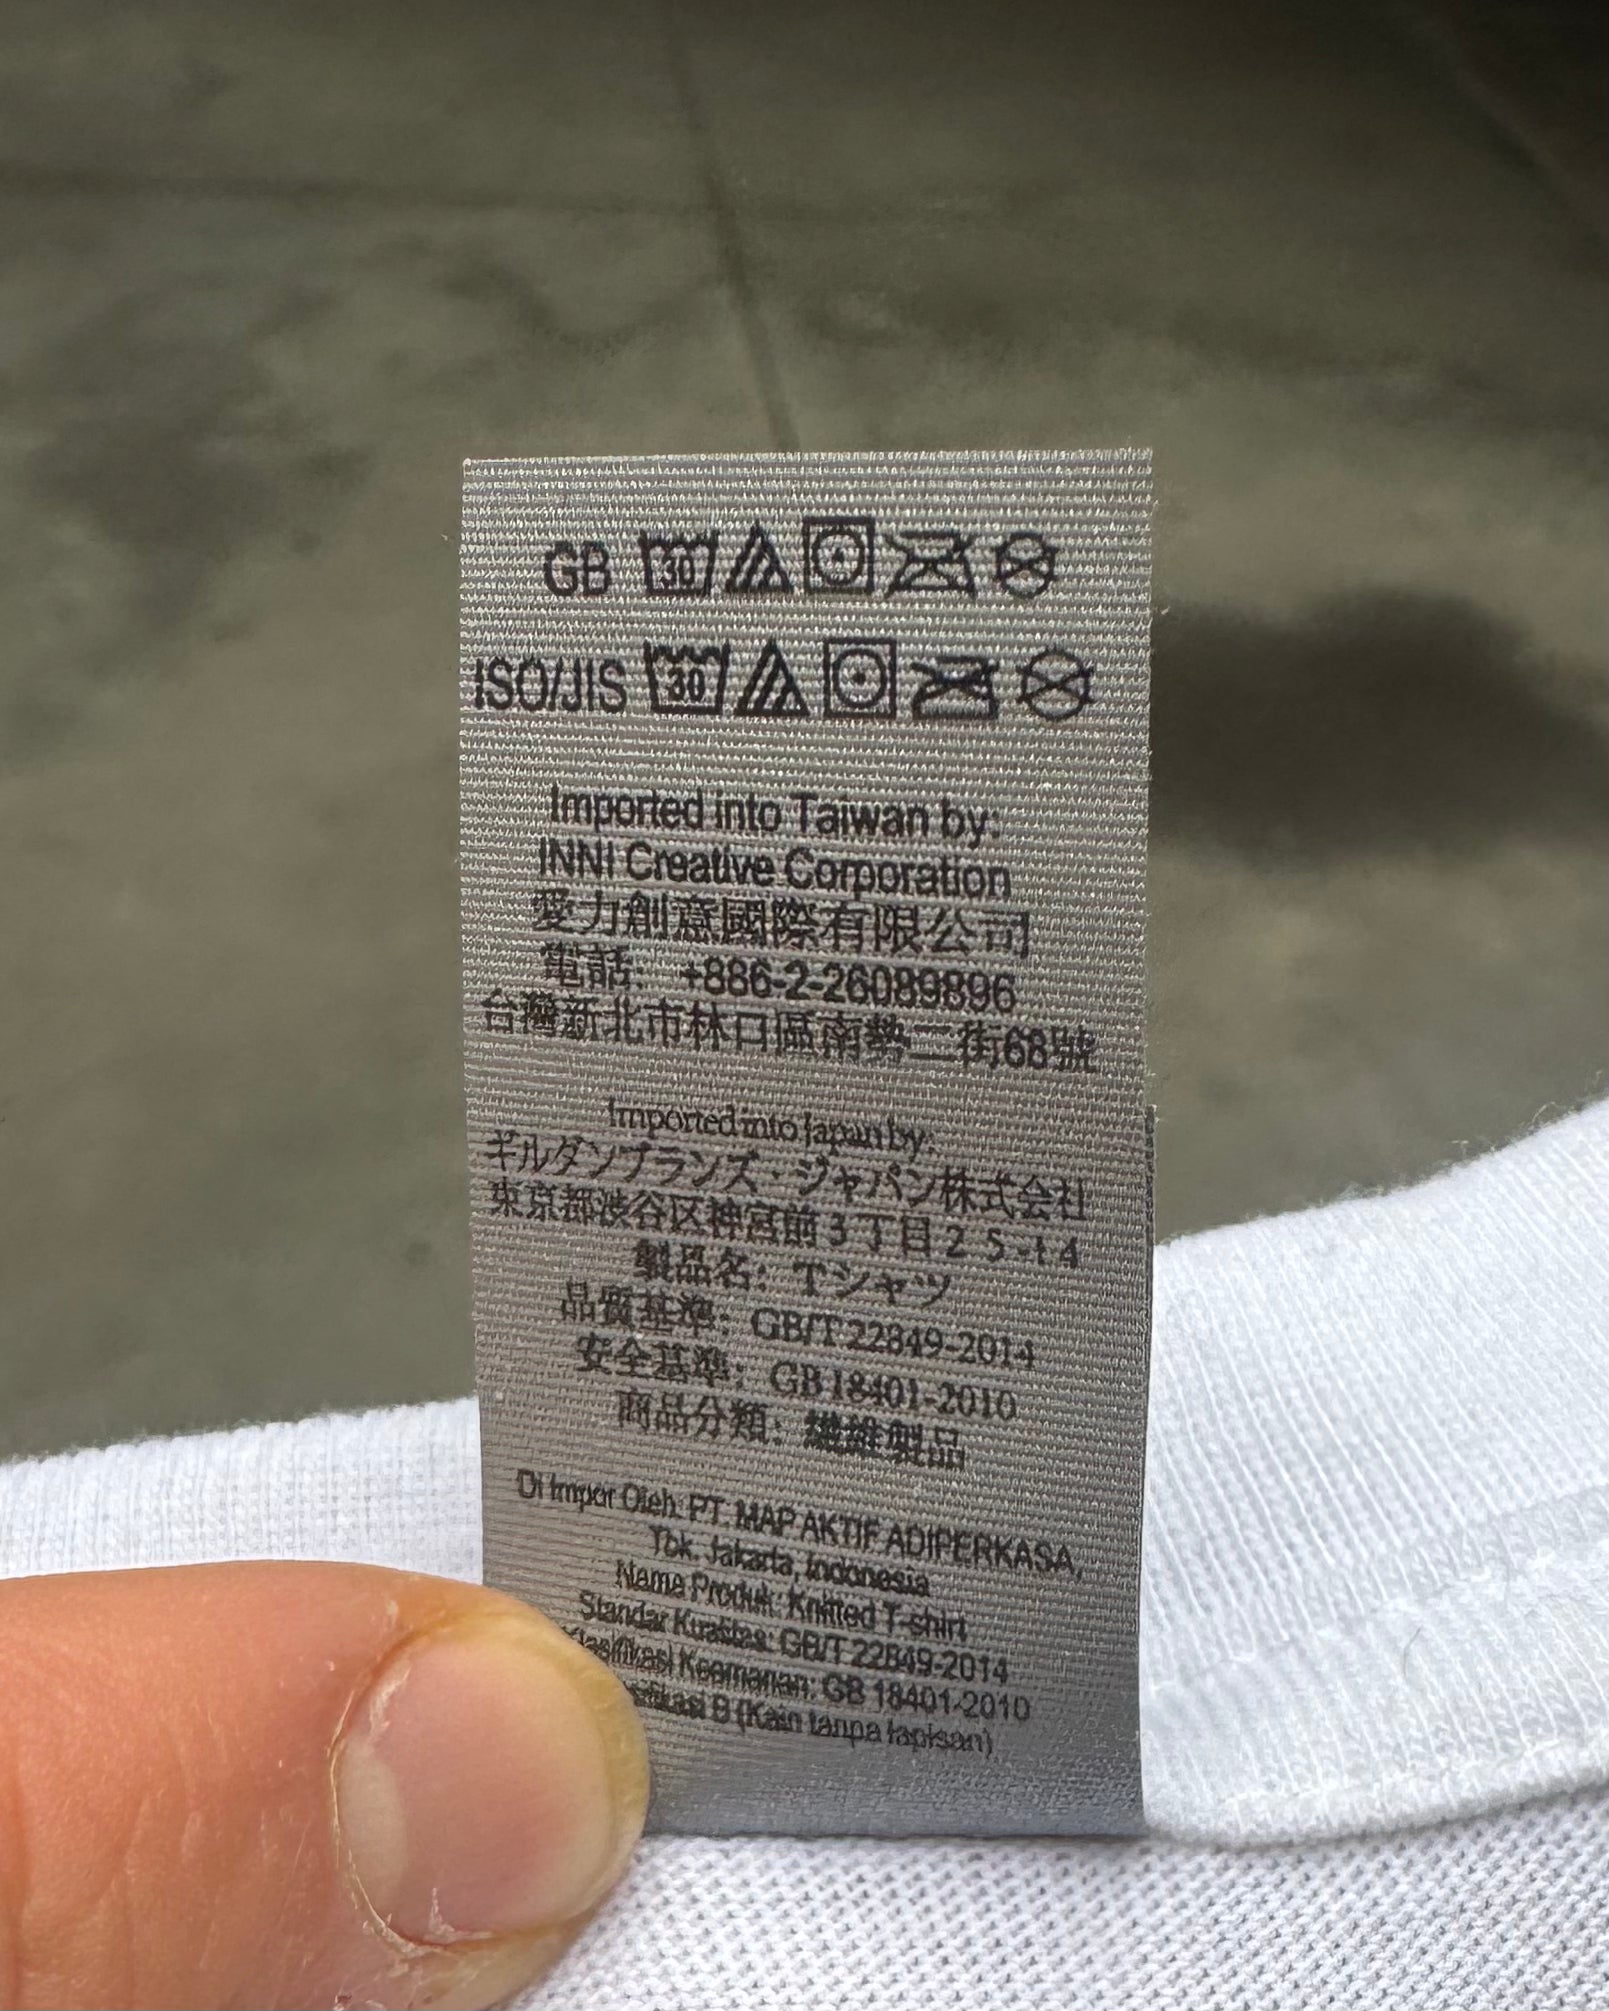 GB 30
ISO/JIS 30
Imported into Taiwan by:
INNI Creative Corporation
愛力創意國際有限公司
電話: +886-2-26089896
台灣新北市林口區南勢二街68號
Imported into Japan by:
ギルダンブランズ・ジャパン株式会社
東京都渋谷区神宮前3丁目25-14
製品名: Tシャツ
品質基準: GB/T 22849-2014
安全基準: GB 18401-2010
商品分類: 繊維製品
Di Impor Oleh: PT. MAP AKTIF ADIPERKASA,
Tbk. Jakarta, Indonesia
Nama Produk: Knitted T-shirt
Standar Kualitas: GB/T 22849-2014
Keamanan: GB 18401-2010
B (Kain tanpa lapisan)